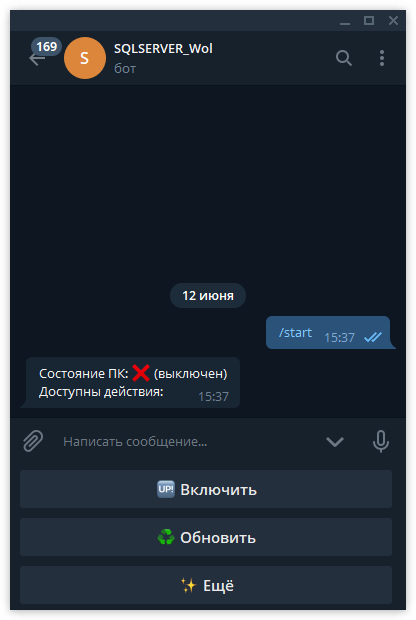 169
S
SQLSERVER_Wol
бот
12 июня
/start 15:37
Состояние ПК: ❌ (выключен)
Доступны действия: 15:37
Написать сообщение...
🆙 Включить
♻️ Обновить
✨ Ещё